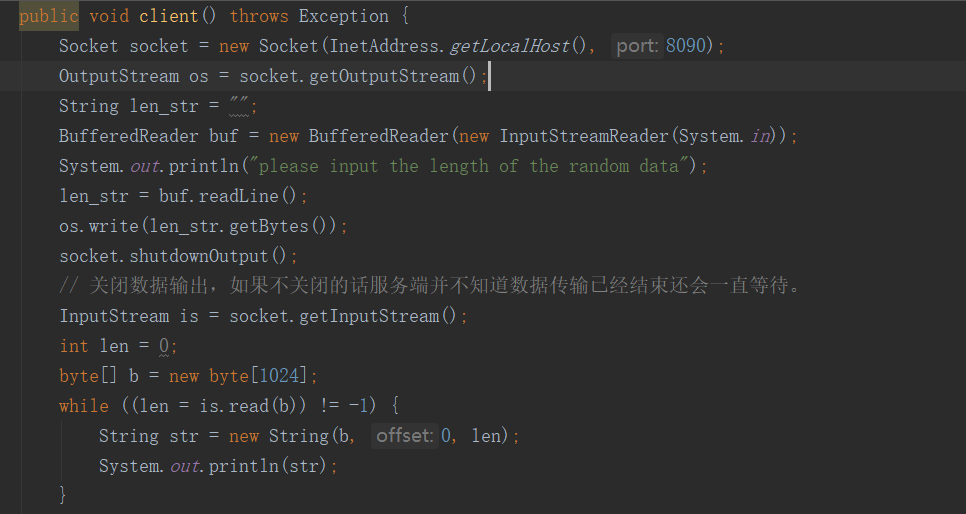 public void client() throws Exception {
Socket socket = new Socket(InetAddress.getLocalHost(), port: 8090);
OutputStream os = socket.getOutputStream();
String len_str = "";
BufferedReader buf = new BufferedReader(new InputStreamReader(System.in));
System.out.println("please input the length of the random data");
len_str = buf.readLine();
os.write(len_str.getBytes());
socket.shutdownOutput();
// 关闭数据输出，如果不关闭的话服务端并不知道数据传输已经结束还会一直等待。
InputStream is = socket.getInputStream();
int len = 0;
byte[] b = new byte[1024];
while ((len = is.read(b)) != -1) {
String str = new String(b, offset: 0, len);
System.out.println(str);
}